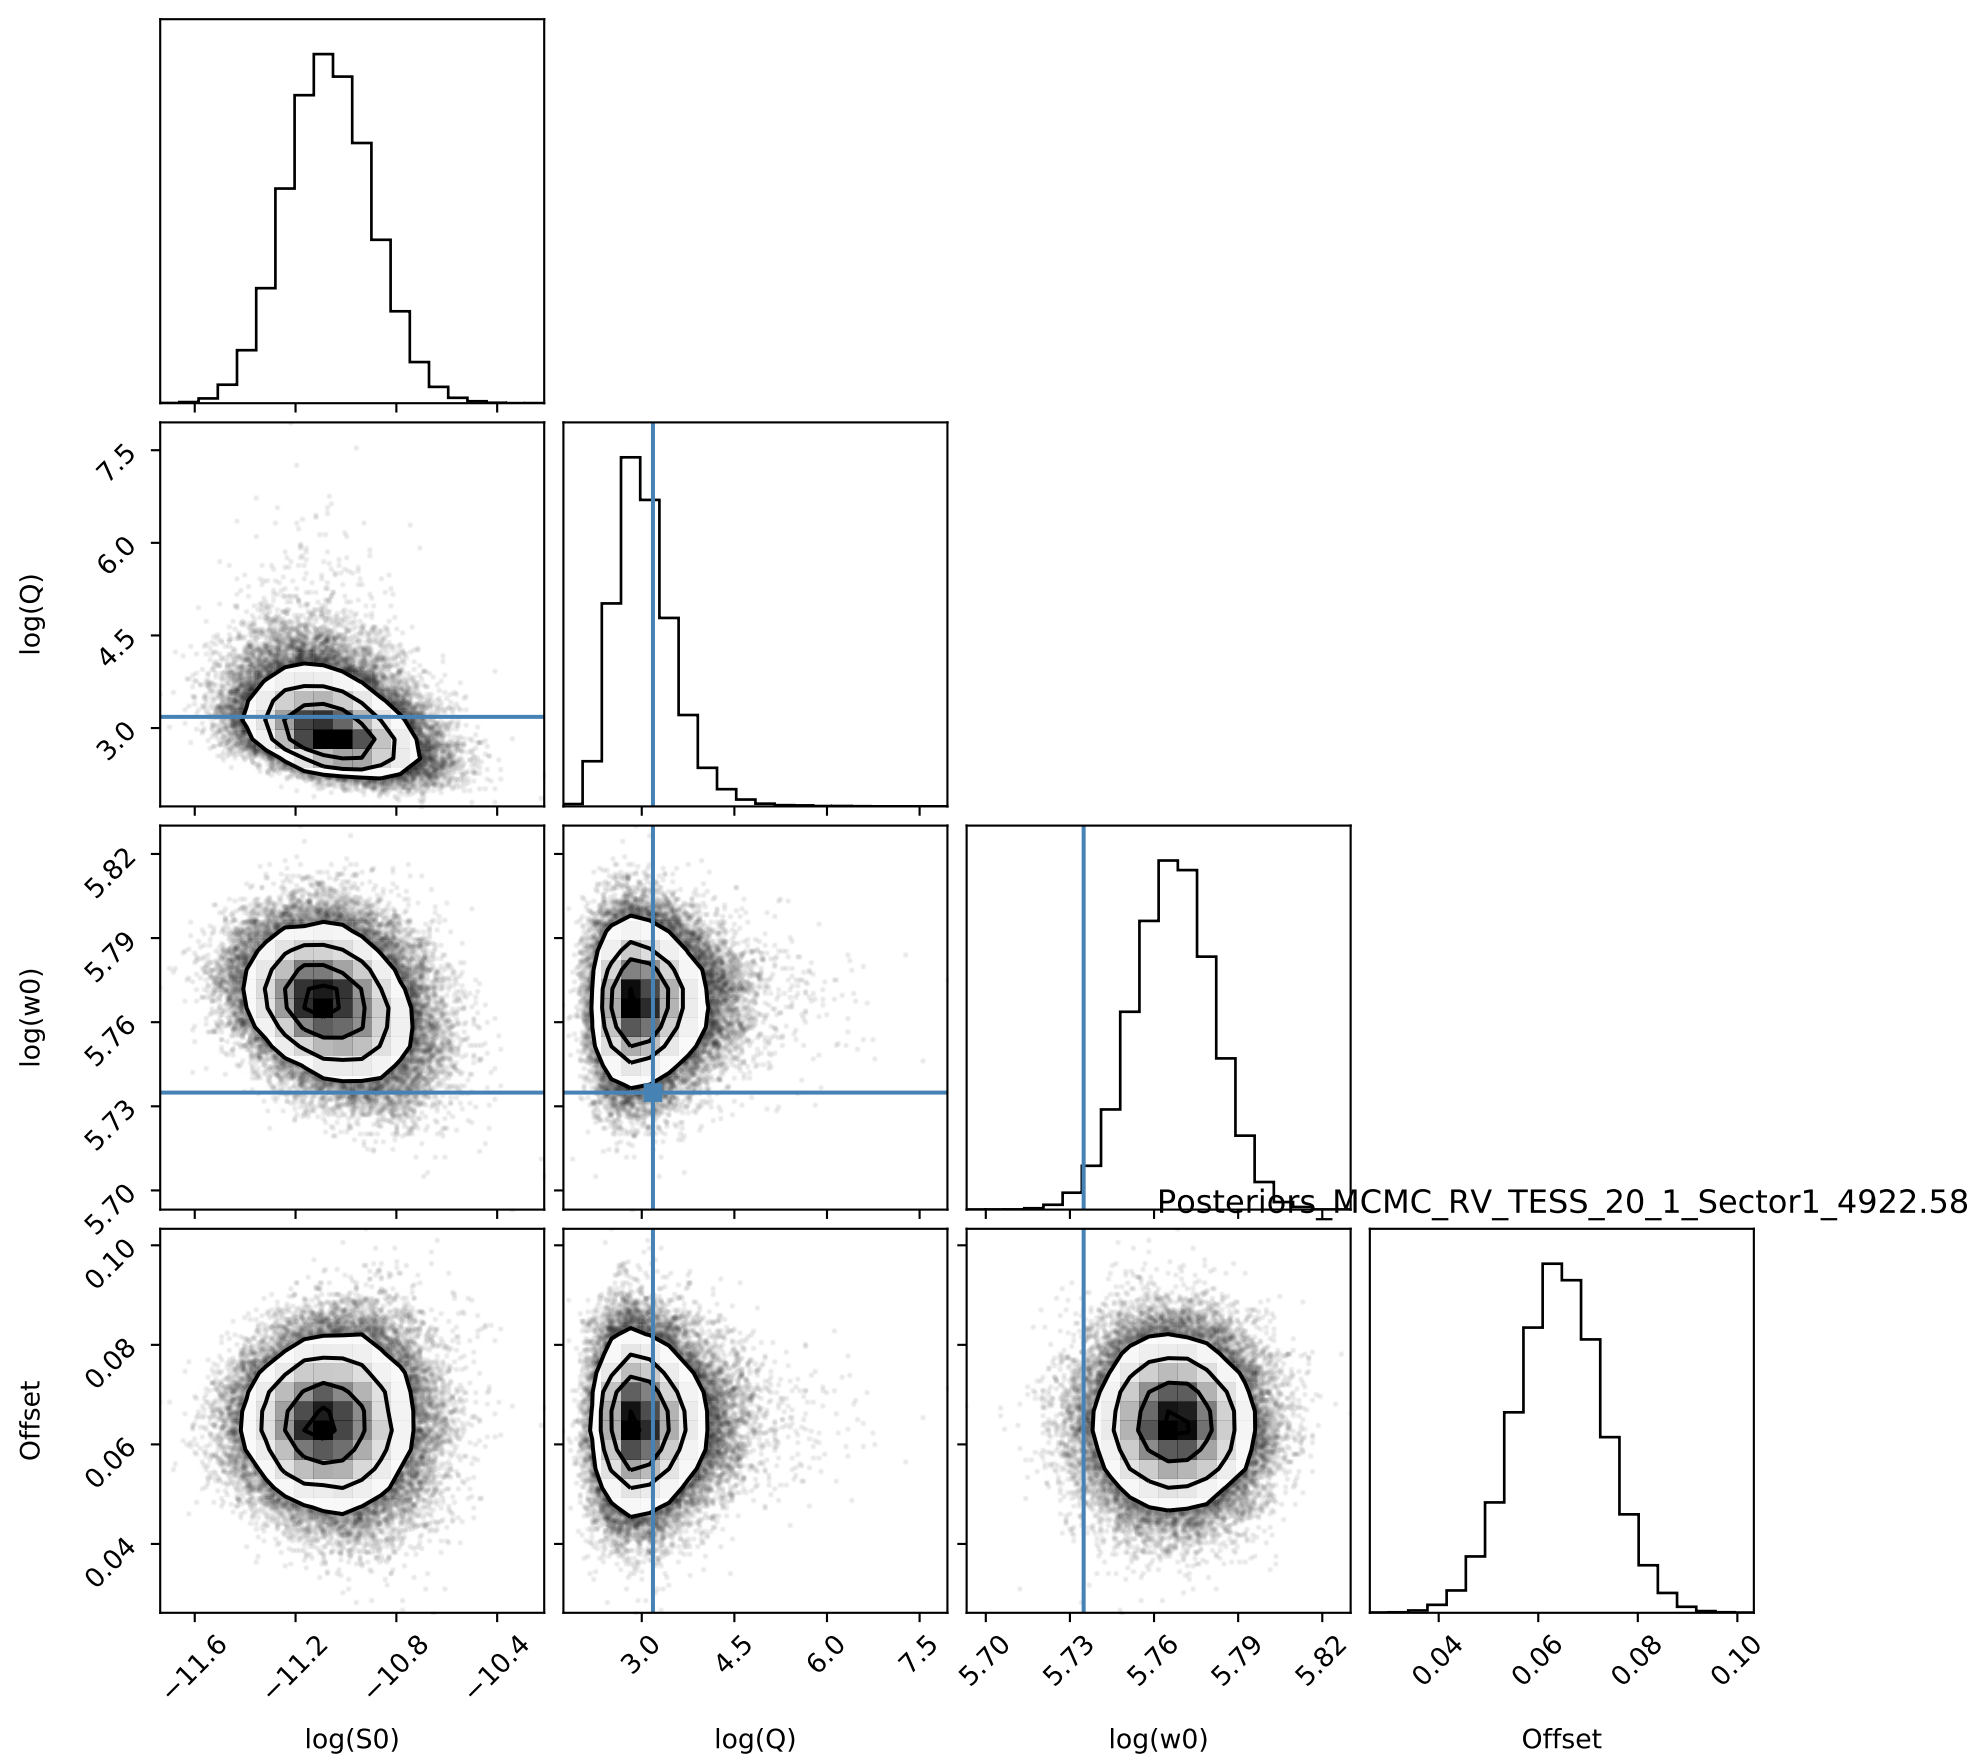 7.5
6.0
4.5
3.0
log(Q)
5.82
5.79
5.76
5.73
5.70
log(w0)
Posteriors_MCMC_RV_TESS_20_1_Sector1_4922.58
0.10
0.08
0.06
0.04
Offset
−11.6 −11.2 −10.8 −10.4 3.0 4.5 6.0 7.5 5.70 5.73 5.76 5.79 5.82 0.04 0.06 0.08 0.10
log(S0) log(Q) log(w0) Offset